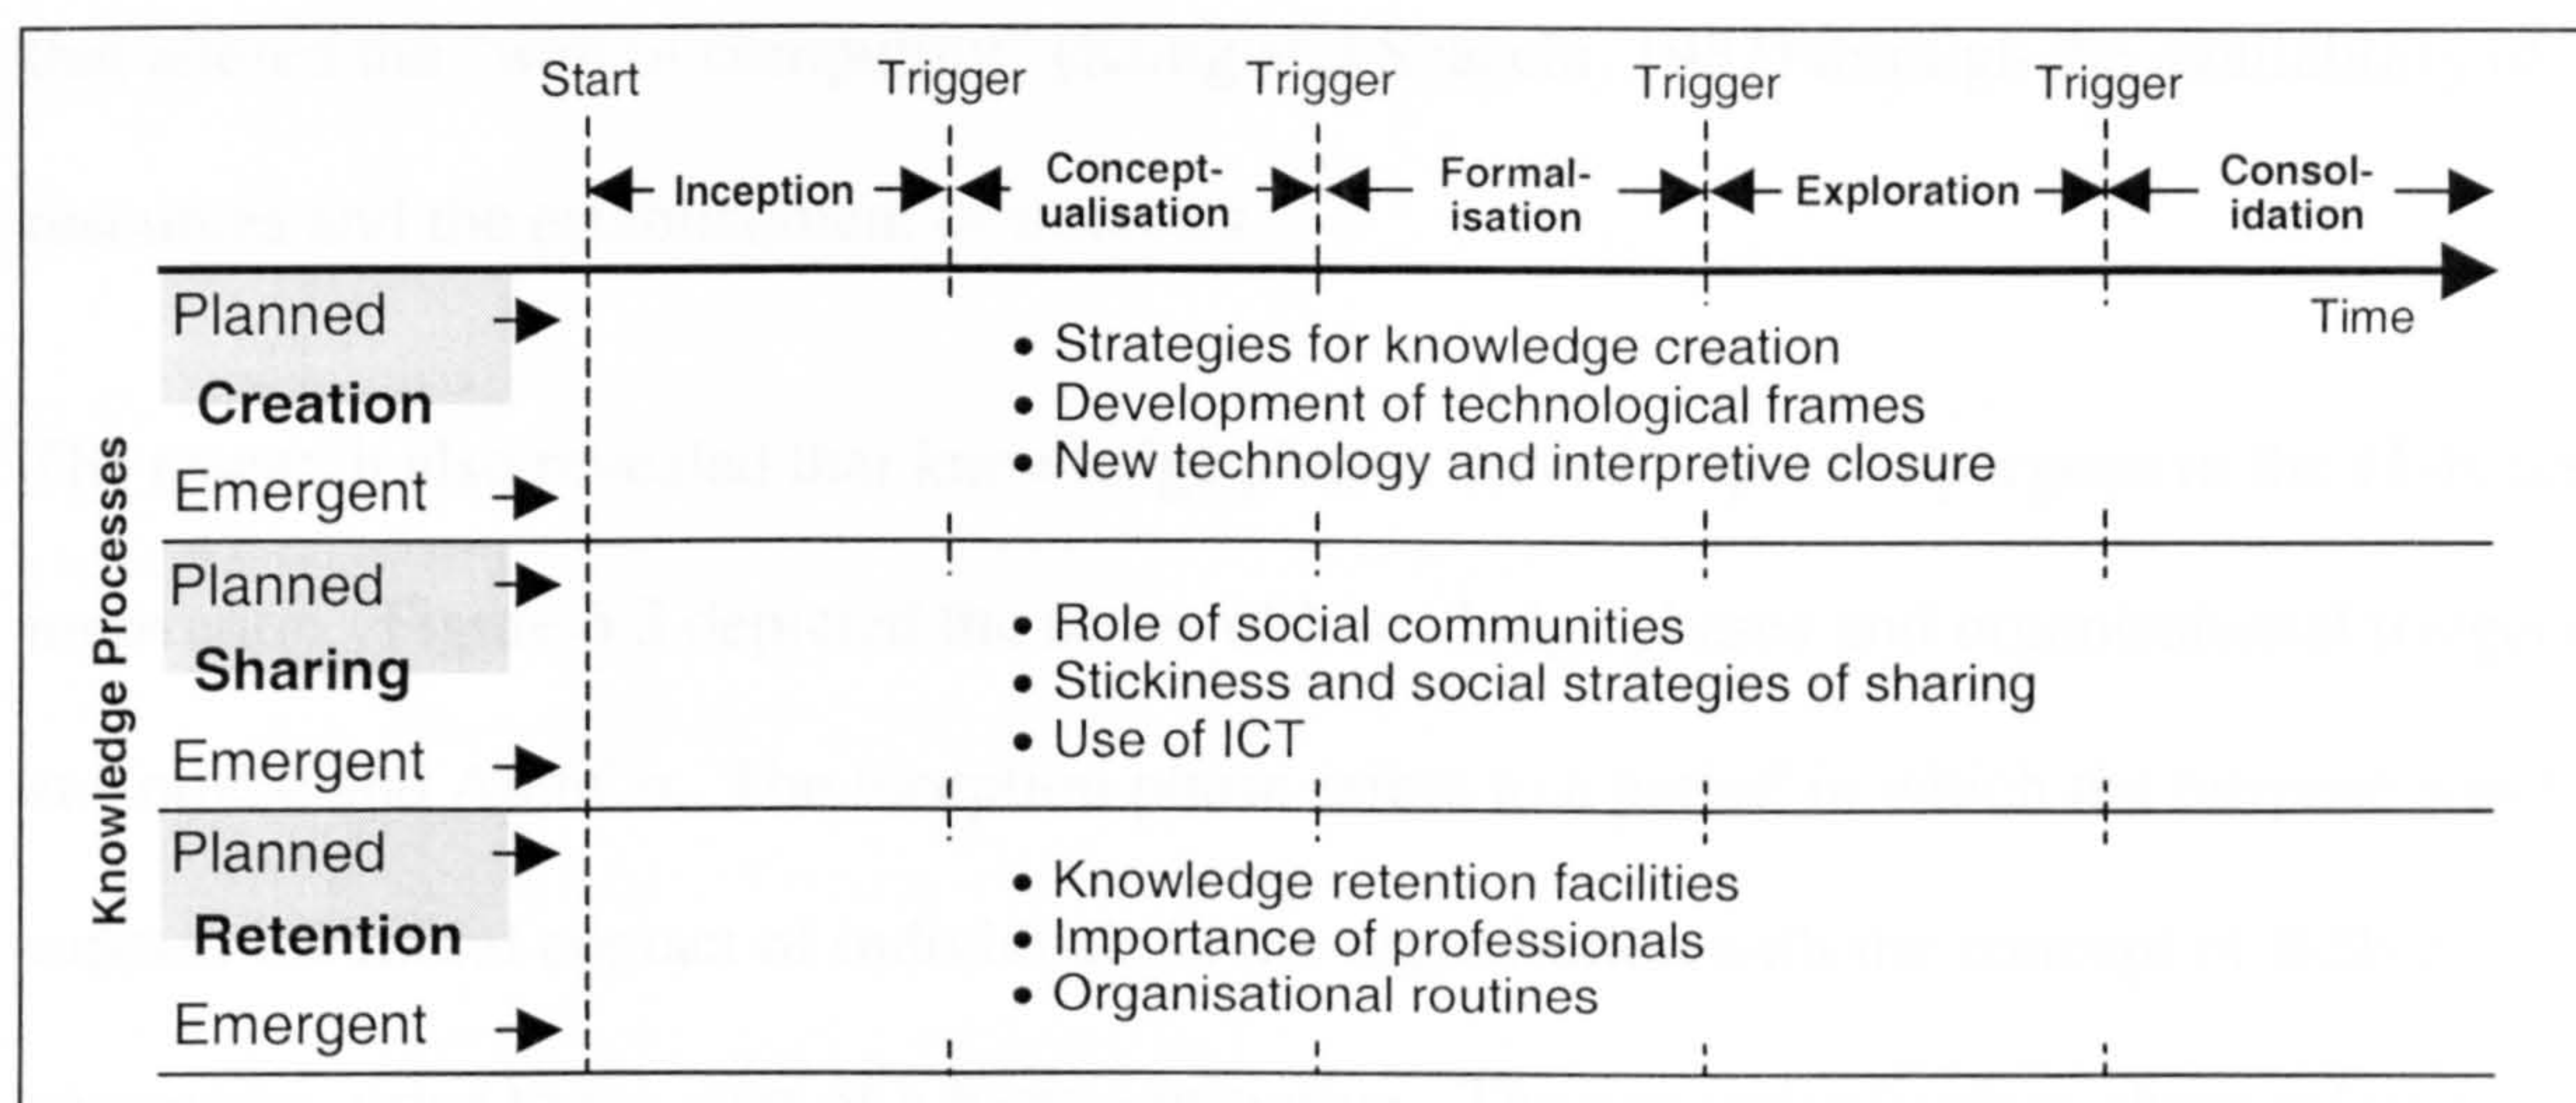 Start Trigger Trigger Trigger Trigger
Inception Concept- Formal- Exploration Consol-
ualisation isation idation
Time
Knowledge Processes
Planned
Creation
Emergent
• Strategies for knowledge creation
• Development of technological frames
• New technology and interpretive closure
Planned
Sharing
Emergent
• Role of social communities
• Stickiness and social strategies of sharing
• Use of ICT
Planned
Retention
Emergent
• Knowledge retention facilities
• Importance of professionals
• Organisational routines